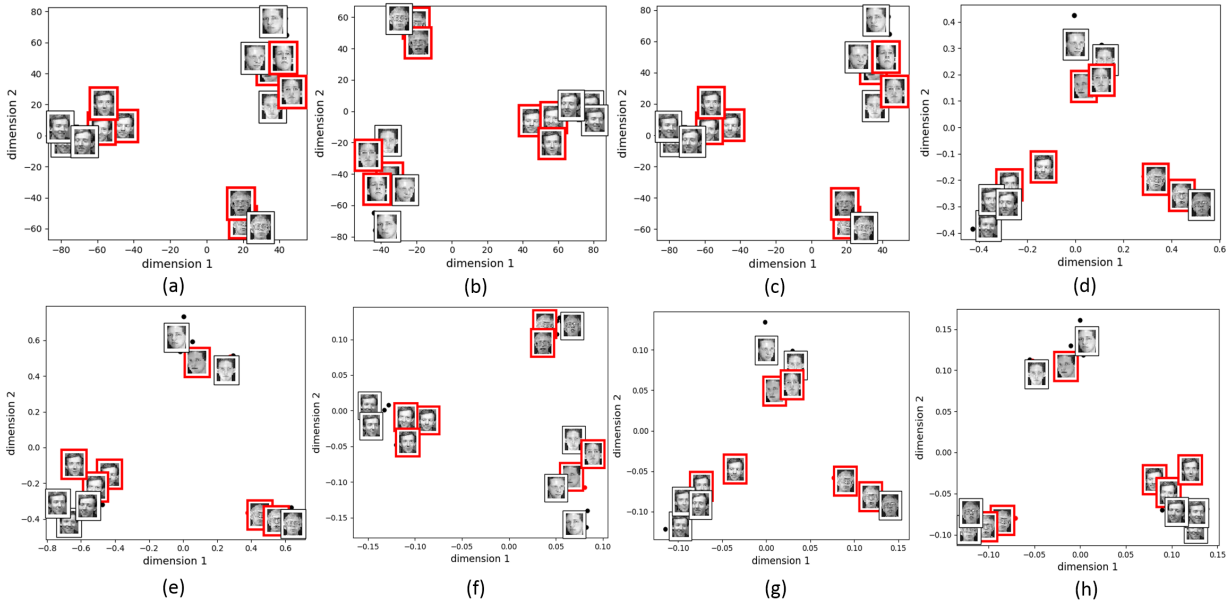 80
60
40
20
0
−20
−40
−60
dimension 2
−80 −60 −40 −20 0 20 40
dimension 1
(a)
60
40
20
0
−20
−40
−60
−80
dimension 2
−60 −40 −20 0 20 40 60 80
dimension 1
(b)
80
60
40
20
0
−20
−40
−60
dimension 2
−80 −60 −40 −20 0 20 40
dimension 1
(c)
0.4
0.3
0.2
0.1
0.0
−0.1
−0.2
−0.3
−0.4
dimension 2
−0.4 −0.2 0.0 0.2 0.4 0.6
dimension 1
(d)
0.6
0.4
0.2
0.0
−0.2
−0.4
dimension 2
−0.8 −0.6 −0.4 −0.2 0.0 0.2 0.4 0.6
dimension 1
(e)
0.10
0.05
0.00
−0.05
−0.10
−0.15
dimension 2
−0.15 −0.10 −0.05 0.00 0.05 0.10
dimension 1
(f)
0.10
0.05
0.00
−0.05
−0.10
dimension 2
−0.10 −0.05 0.00 0.05 0.10 0.15
dimension 1
(g)
0.15
0.10
0.05
0.00
−0.05
−0.10
dimension 2
−0.10 −0.05 0.00 0.05 0.10 0.15
dimension 1
(h)